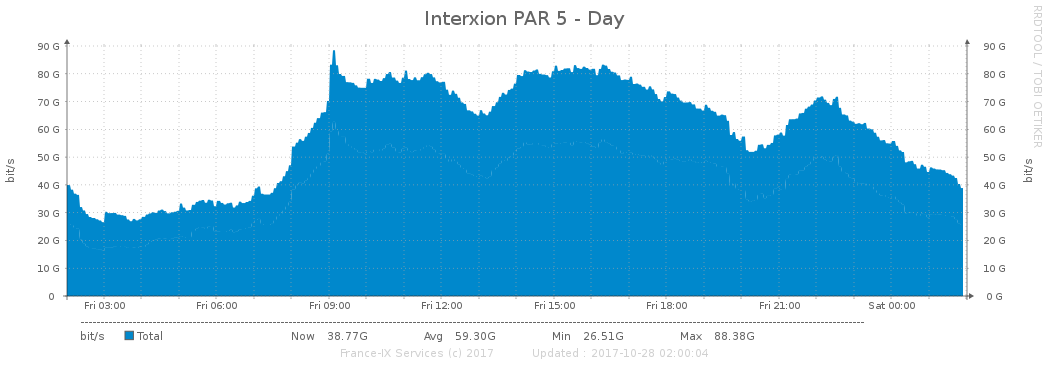 Interxion PAR 5 - Day
RRDTOOL / TOBI OETIKER
90 G 90 G
80 G 80 G
70 G 70 G
60 G 60 G
50 G 50 G
40 G 40 G
30 G 30 G
20 G 20 G
10 G 10 G
0 0 G
bit/s bit/s
Fri 03:00 Fri 06:00 Fri 09:00 Fri 12:00 Fri 15:00 Fri 18:00 Fri 21:00 Sat 00:00
bit/s Total Now 38.77G Avg 59.30G Min 26.51G Max 88.38G
France-IX Services (c) 2017 Updated : 2017-10-28 02:00:04